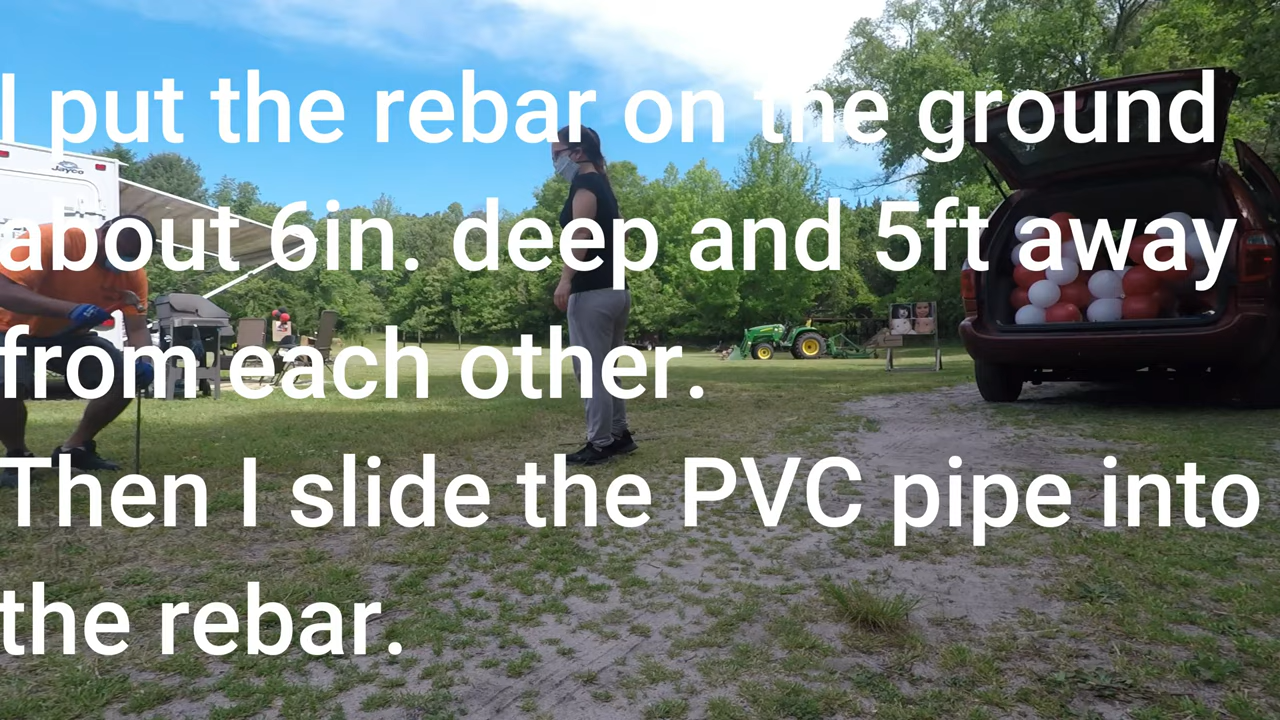 I put the rebar on the ground
about 6in. deep and 5ft away
from each other.
Then I slide the PVC pipe into
the rebar.
Jayco